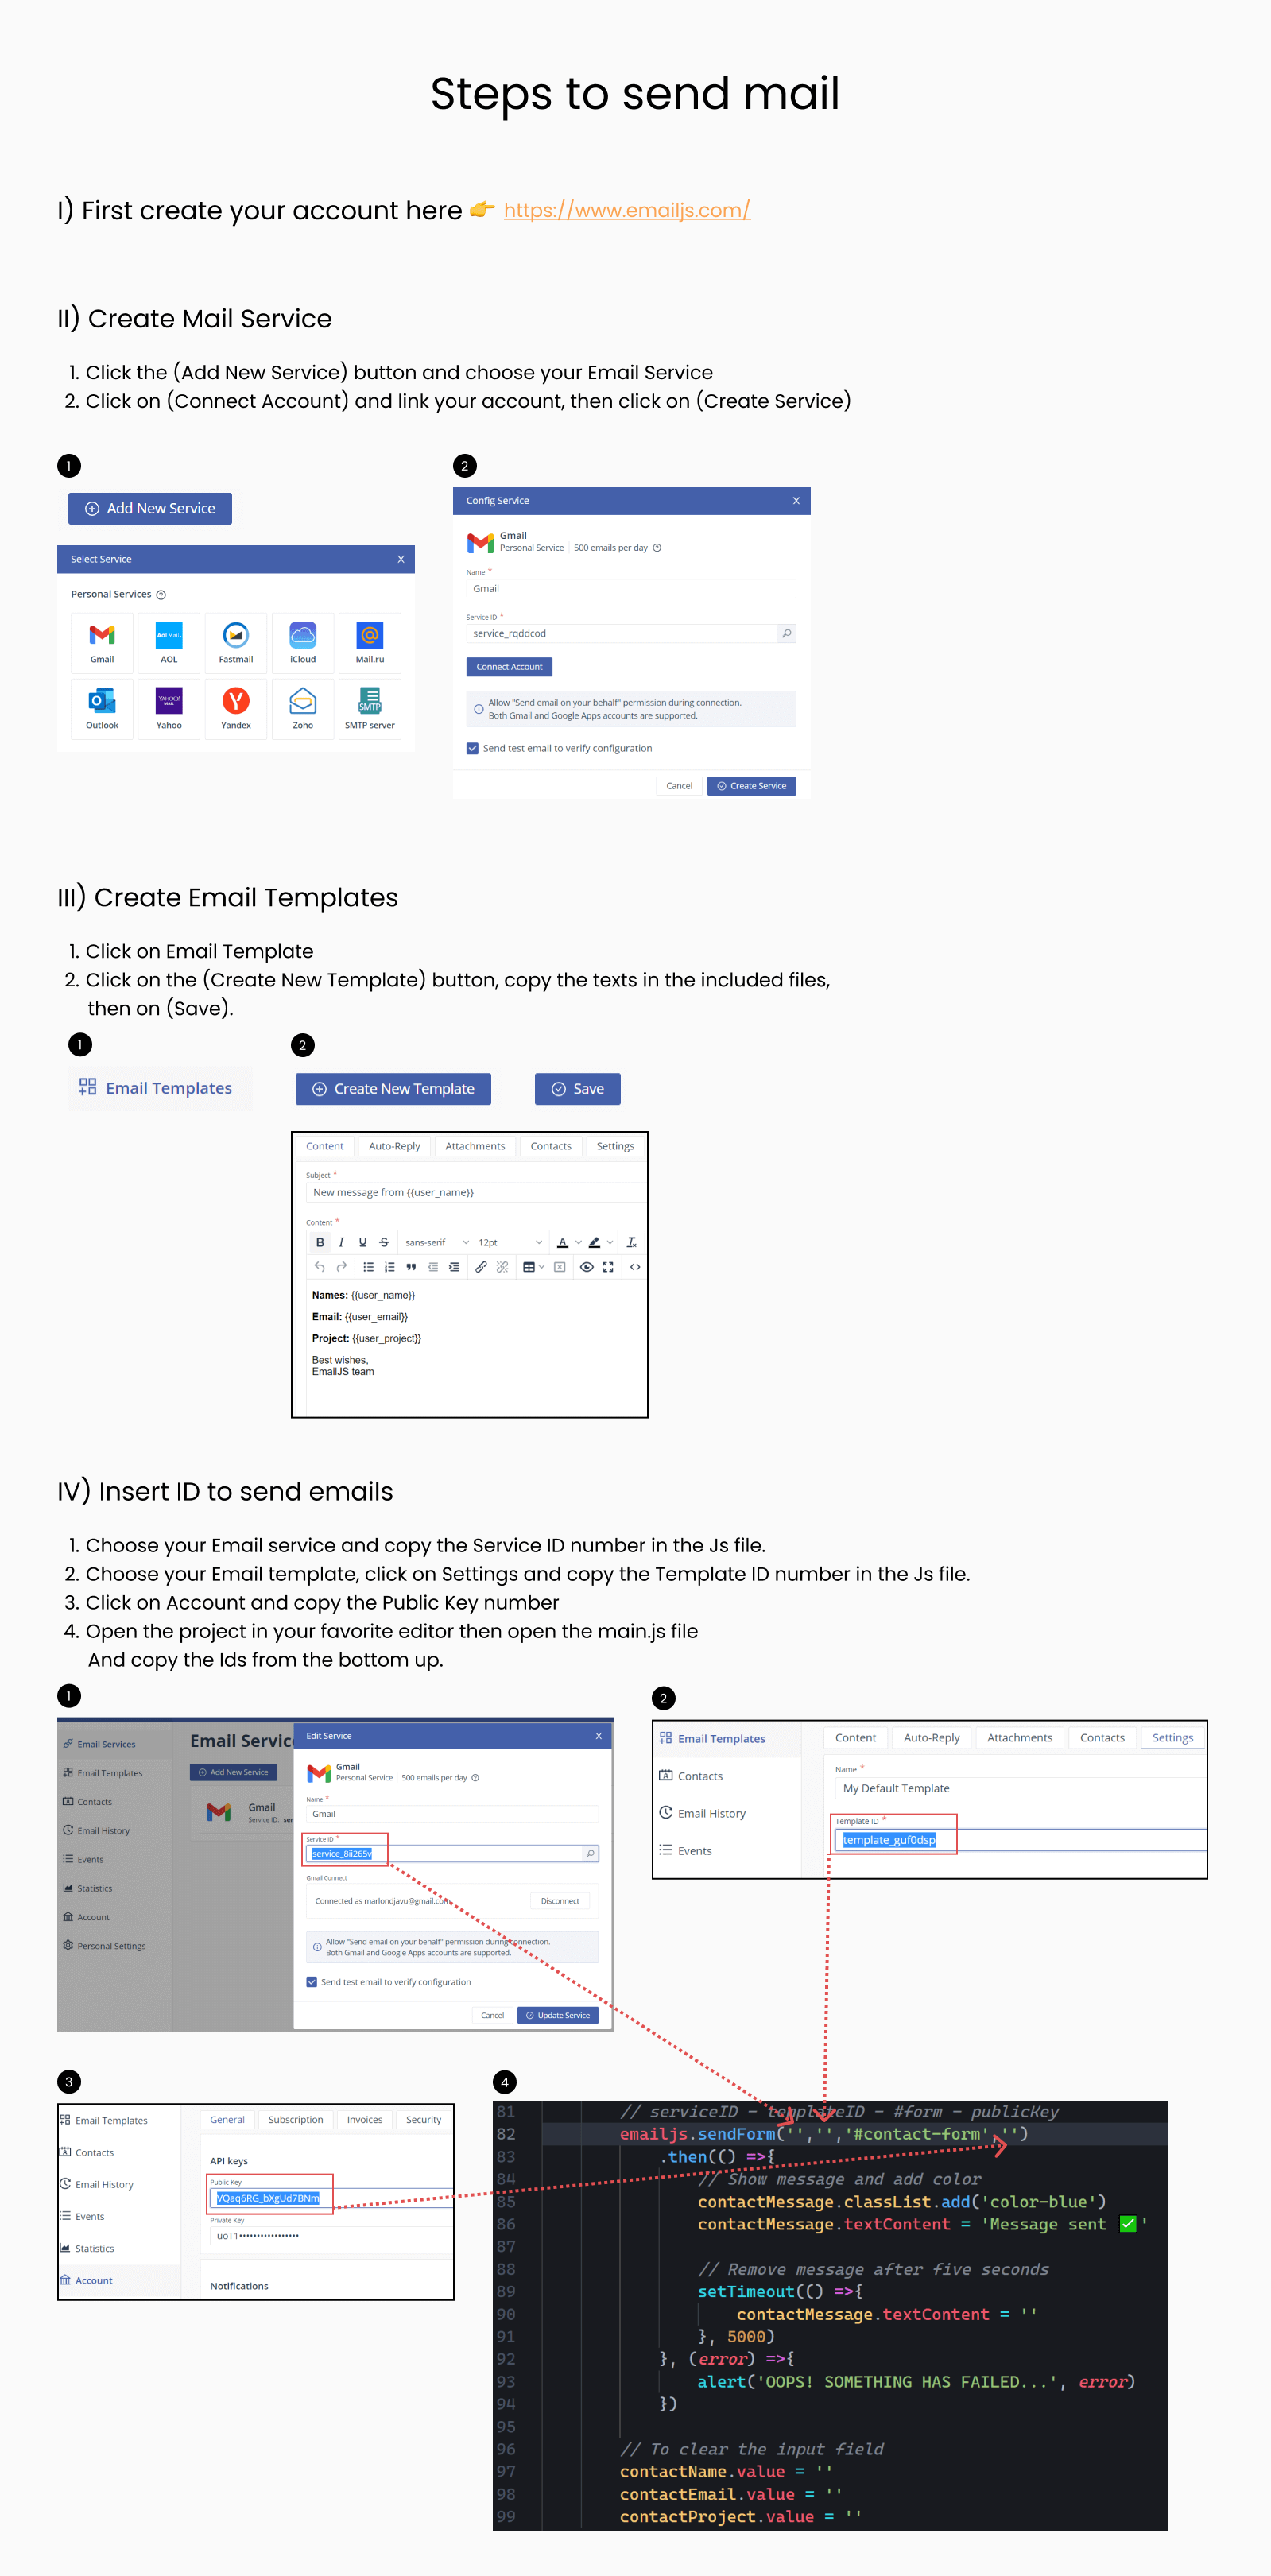 Steps to send mail
I) First create your account here 👉 https://www.emailjs.com/
II) Create Mail Service
1. Click the (Add New Service) button and choose your Email Service
2. Click on (Connect Account) and link your account, then click on (Create Service)
1
Add New Service
Select Service X
Personal Services ?
Gmail
Aol Mail.
AOL
Fastmail
iCloud
Mail.ru
Outlook
YAHOO! MAIL
Yahoo
Yandex
Zoho
SMTP
SMTP server
2
Config Service X
Gmail
Personal Service 500 emails per day ?
Name *
Gmail
Service ID *
service_rqddcod
Connect Account
Allow "Send email on your behalf" permission during connection.
Both Gmail and Google Apps accounts are supported.
Send test email to verify configuration
Cancel Create Service
III) Create Email Templates
1. Click on Email Template
2. Click on the (Create New Template) button, copy the texts in the included files,
then on (Save).
1
Email Templates
2
Create New Template Save
Content Auto-Reply Attachments Contacts Settings
Subject *
New message from {{user_name}}
Content *
B I U S sans-serif 12pt A
Names: {{user_name}}
Email: {{user_email}}
Project: {{user_project}}
Best wishes,
EmailJS team
IV) Insert ID to send emails
1. Choose your Email service and copy the Service ID number in the Js file.
2. Choose your Email template, click on Settings and copy the Template ID number in the Js file.
3. Click on Account and copy the Public Key number
4. Open the project in your favorite editor then open the main.js file
And copy the Ids from the bottom up.
1
Email Services
Email Templates
Contacts
Email History
Events
Statistics
Account
Personal Settings
Email Servic
Add New Service
Gmail
Service ID: ser
Edit Service X
Gmail
Personal Service 500 emails per day ?
Name *
Gmail
Service ID *
service_8ii265v
Gmail Connect
Connected as marlondjavu@gmail.com Disconnect
Allow "Send email on your behalf" permission during connection.
Both Gmail and Google Apps accounts are supported.
Send test email to verify configuration
Cancel Update Service
2
Email Templates
Contacts
Email History
Events
Content Auto-Reply Attachments Contacts Settings
Name *
My Default Template
Template ID *
template_guf0dsp
3
Email Templates
Contacts
Email History
Events
Statistics
Account
General Subscription Invoices Security
API keys
Public Key
VQaq6RG_bXgUd7BNm
Private Key
uoT1•••••••••••••••••
Notifications
4
81 // serviceID - templateID - #form - publicKey
82 emailjs.sendForm('','','#contact-form','')
83 .then(() =>{
84 // Show message and add color
85 contactMessage.classList.add('color-blue')
86 contactMessage.textContent = 'Message sent ✅'
87
88 // Remove message after five seconds
89 setTimeout(() =>{
90 contactMessage.textContent = ''
91 }, 5000)
92 }, (error) =>{
93 alert('OOPS! SOMETHING HAS FAILED...', error)
94 })
95
96 // To clear the input field
97 contactName.value = ''
98 contactEmail.value = ''
99 contactProject.value = ''